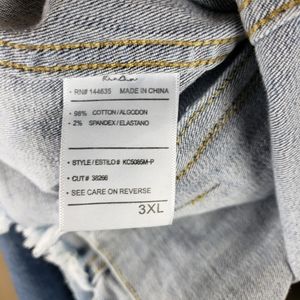 • RN# 144635 MADE IN CHINA
• 98% COTTON/ALGODON
• 2% SPANDEX/ELASTANO
• STYLE/ESTILO# KC5085M-P
• CUT# 38266
• SEE CARE ON REVERSE
3XL